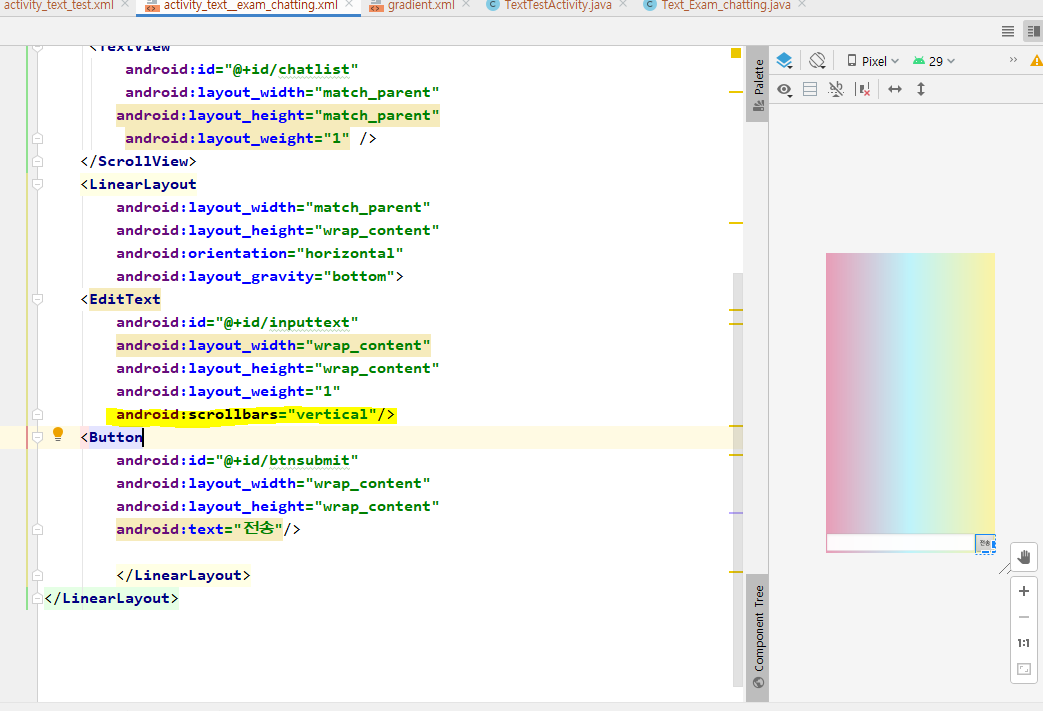 activity_text_test.xml
activity_text__exam_chatting.xml
gradient.xml
TextTestActivity.java
Text_Exam_chatting.java
<TextView
android:id="@+id/chatlist"
android:layout_width="match_parent"
android:layout_height="match_parent"
android:layout_weight="1" />
</ScrollView>
<LinearLayout
android:layout_width="match_parent"
android:layout_height="wrap_content"
android:orientation="horizontal"
android:layout_gravity="bottom">
<EditText
android:id="@+id/inputtext"
android:layout_width="wrap_content"
android:layout_height="wrap_content"
android:layout_weight="1"
android:scrollbars="vertical"/>
<Button
android:id="@+id/btnsubmit"
android:layout_width="wrap_content"
android:layout_height="wrap_content"
android:text="전송"/>
</LinearLayout>
</LinearLayout>
Palette
Component Tree
Pixel
29
전송
1:1